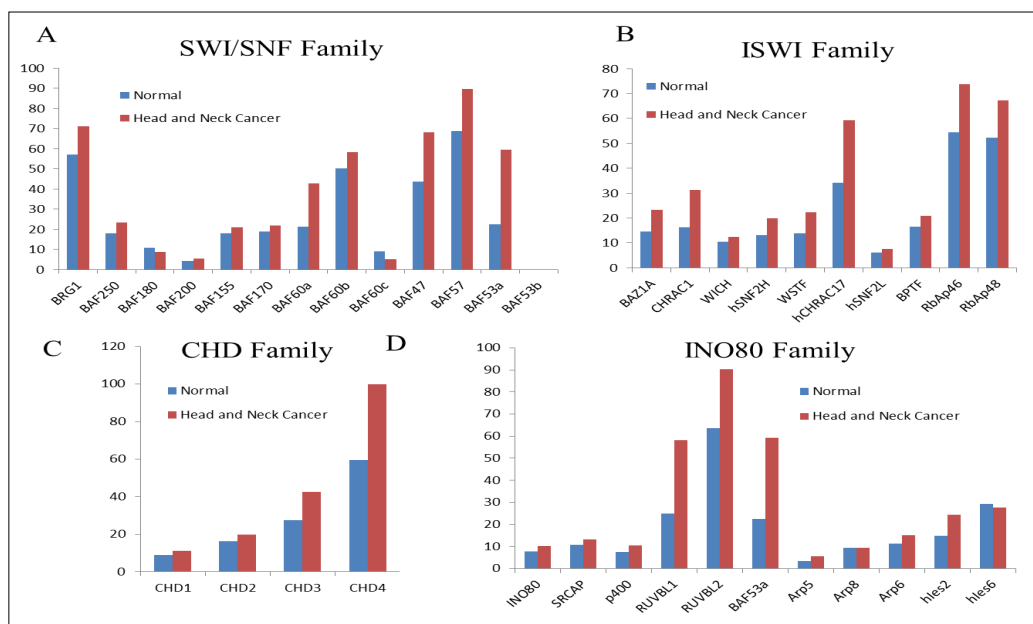 A
SWI/SNF Family
100
90
80
70
60
50
40
30
20
10
0
Normal
Head and Neck Cancer
BRG1
BAF250
BAF180
BAF200
BAF155
BAF170
BAF60a
BAF60b
BAF60c
BAF47
BAF57
BAF53a
BAF53b
B
ISWI Family
80
70
60
50
40
30
20
10
0
Normal
Head and Neck Cancer
BAZ1A
CHRAC1
WICH
hSNF2H
WSTF
hCHRAC17
hSNF2L
BPTF
RbAp46
RbAp48
C
CHD Family
120
100
80
60
40
20
0
Normal
Head and Neck Cancer
CHD1
CHD2
CHD3
CHD4
D
INO80 Family
100
90
80
70
60
50
40
30
20
10
0
Normal
Head and Neck Cancer
INO80
SRCAP
p400
RUVBL1
RUVBL2
BAF53a
Arp5
Arp8
Arp6
hIes2
hIes6